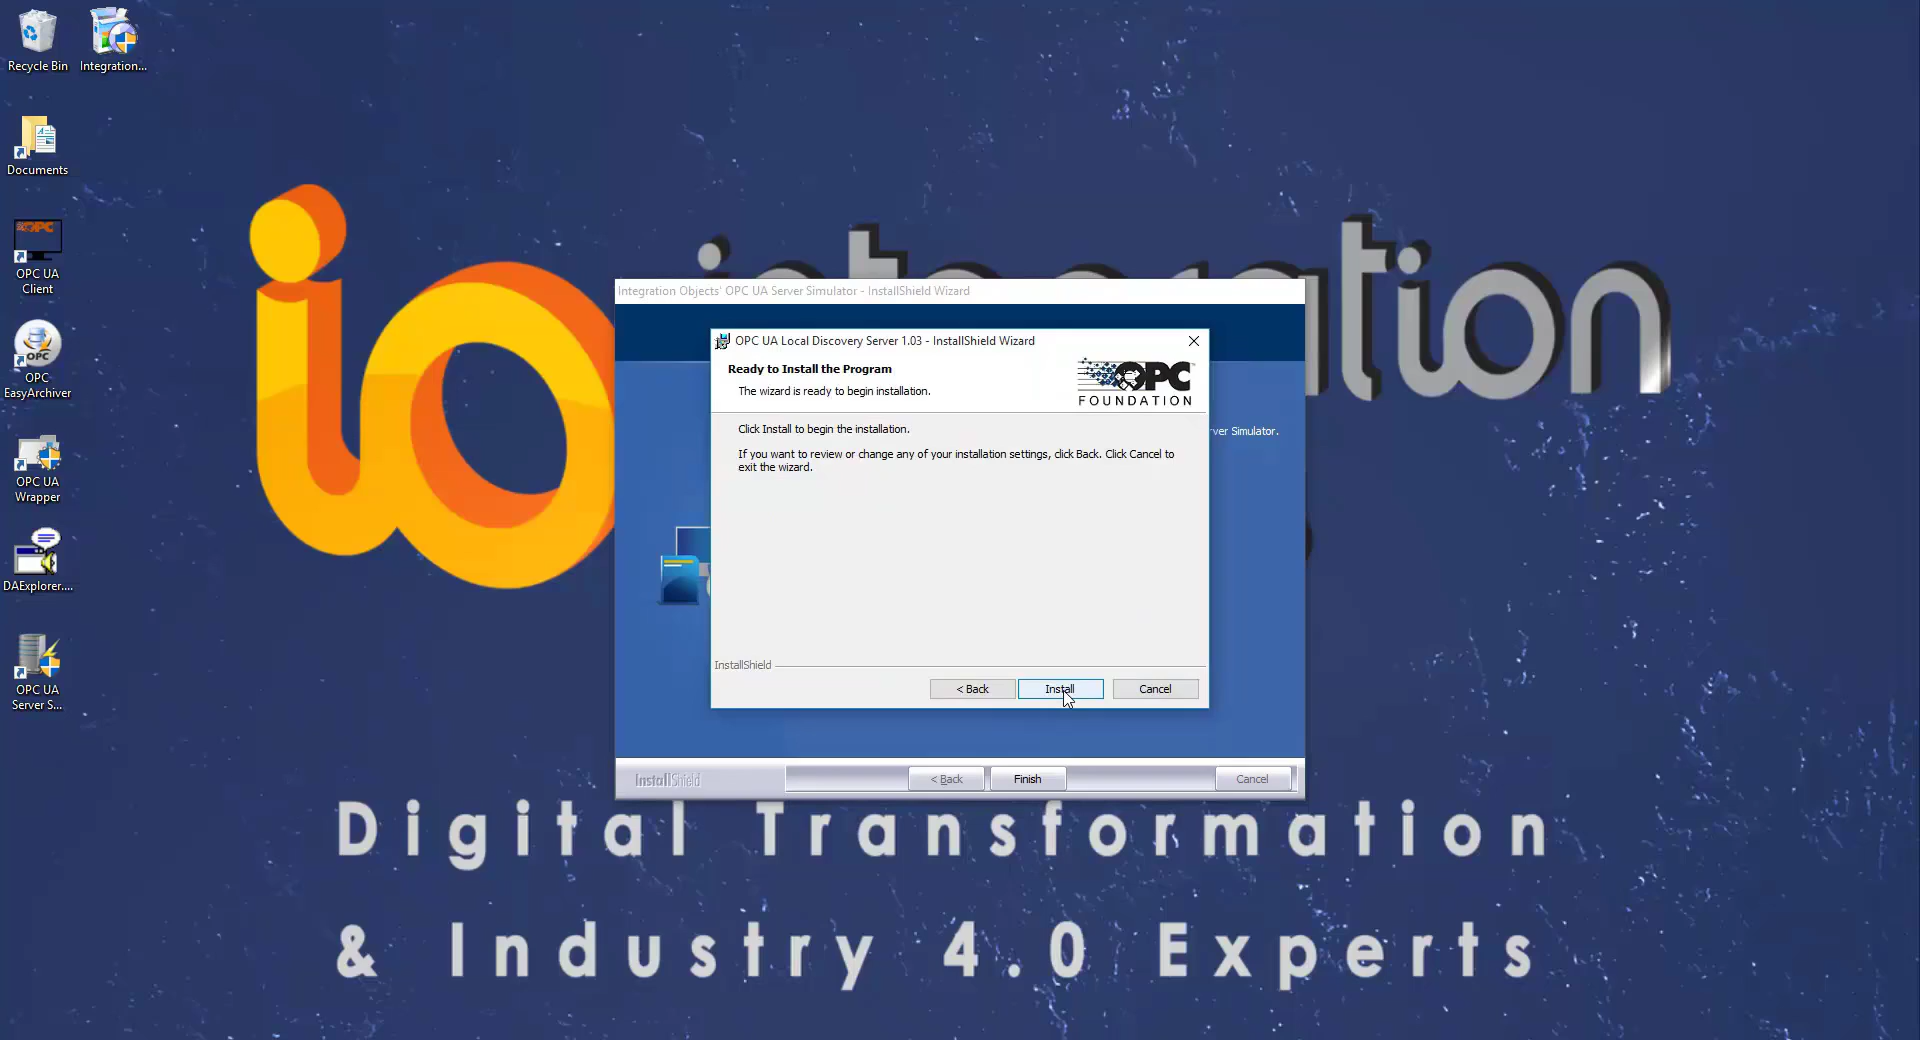 Recycle Bin
Integration...
Documents
OPC UA
Client
OPC
EasyArchiver
OPC UA
Wrapper
DAExplorer....
OPC UA
Server S...
Integration Objects' OPC UA Server Simulator - InstallShield Wizard
OPC UA Local Discovery Server 1.03 - InstallShield Wizard
Ready to Install the Program
The wizard is ready to begin installation.
OPC
FOUNDATION
Click Install to begin the installation.
If you want to review or change any of your installation settings, click Back. Click Cancel to
exit the wizard.
rver Simulator.
InstallShield
< Back
Install
Cancel
InstallShield
< Back
Finish
Cancel
io
integration
Digital Transformation
& Industry 4.0 Experts